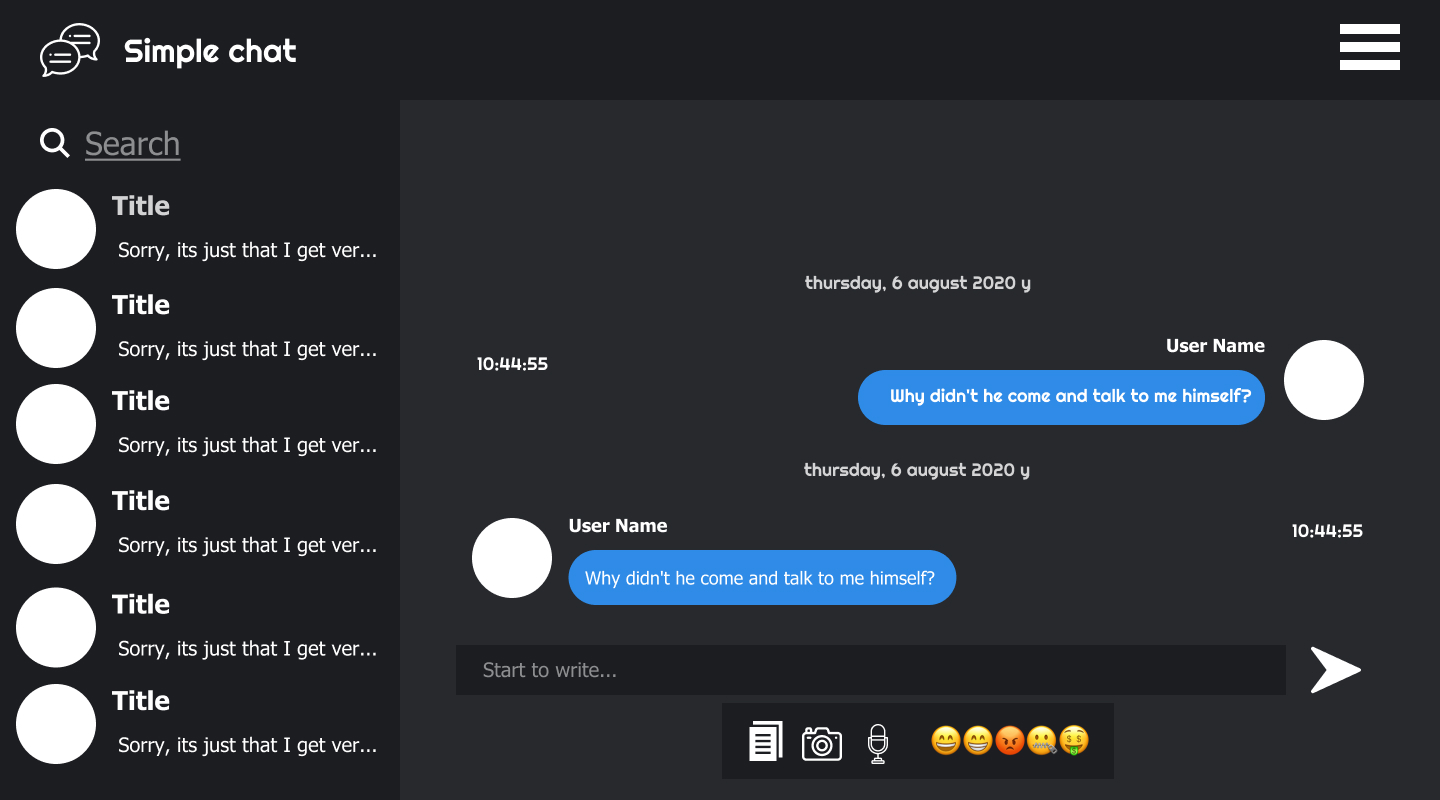 Simple chat
Search
Title
Sorry, its just that I get ver...
Title
Sorry, its just that I get ver...
Title
Sorry, its just that I get ver...
Title
Sorry, its just that I get ver...
Title
Sorry, its just that I get ver...
Title
Sorry, its just that I get ver...
thursday, 6 august 2020 y
User Name
10:44:55
Why didn't he come and talk to me himself?
thursday, 6 august 2020 y
User Name
10:44:55
Why didn't he come and talk to me himself?
Start to write...
😄😁😡🤐🤑